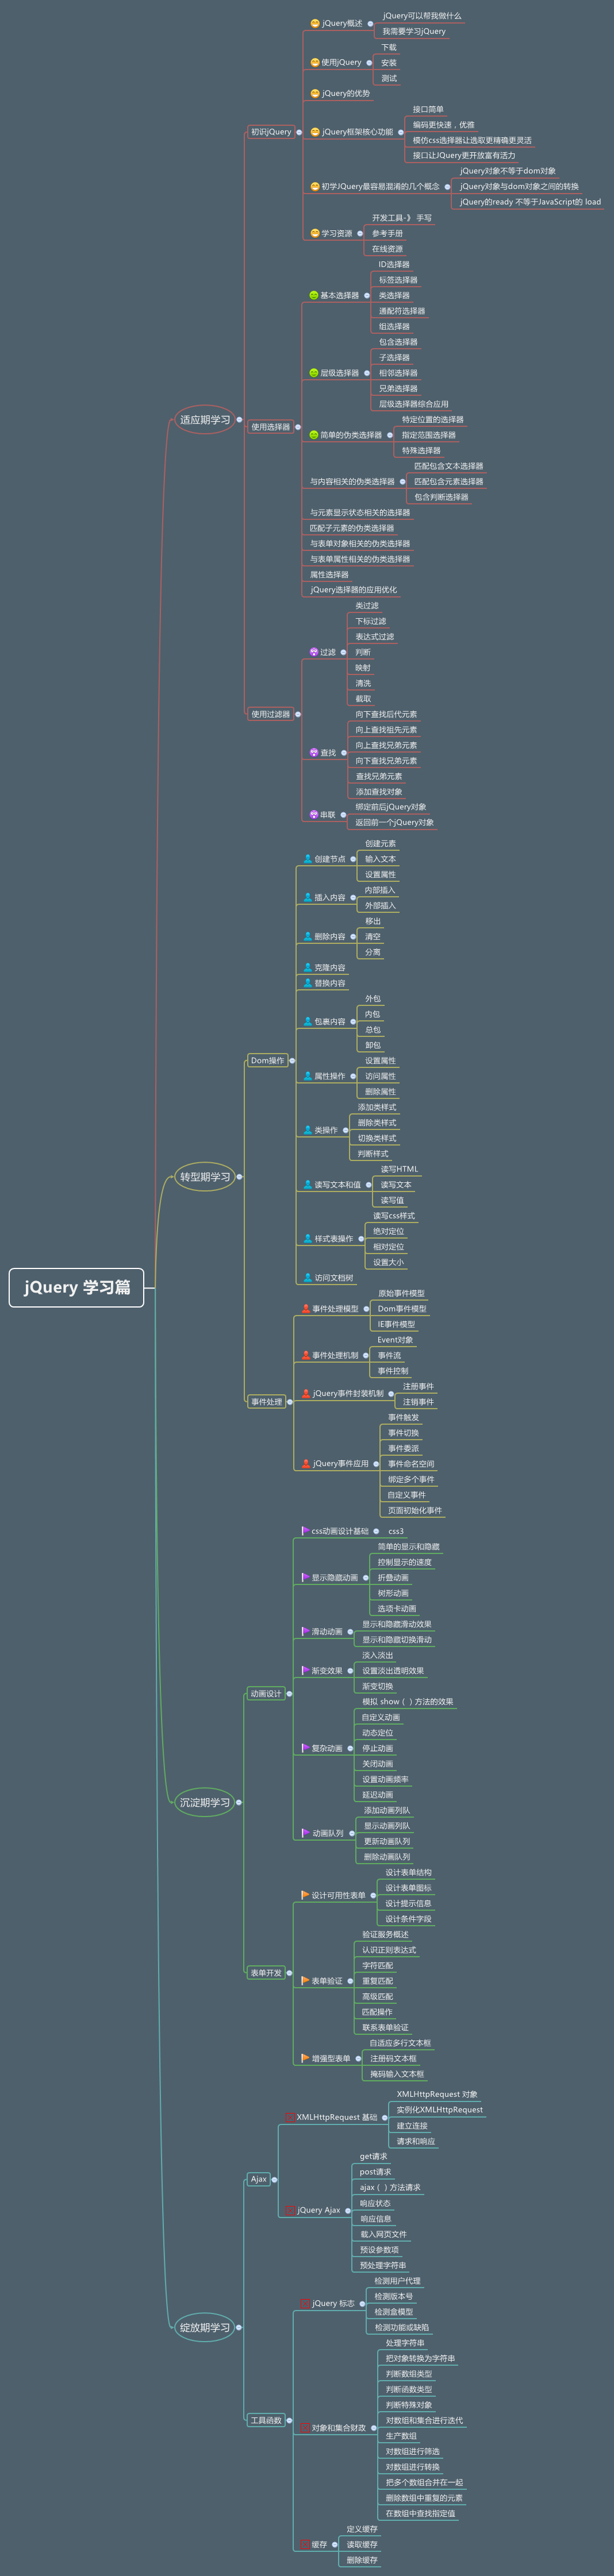 jQuery 学习篇
适应期学习
初识jQuery
jQuery概述
jQuery可以帮我做什么
我需要学习jQuery
使用jQuery
下载
安装
测试
jQuery的优势
jQuery框架核心功能
接口简单
编码更快速，优雅
模仿css选择器让选取更精确更灵活
接口让JQuery更开放富有活力
初学JQuery最容易混淆的几个概念
jQuery对象不等于dom对象
jQuery对象与dom对象之间的转换
jQuery的ready 不等于JavaScript的 load
学习资源
开发工具-》 手写
参考手册
在线资源
使用选择器
基本选择器
ID选择器
标签选择器
类选择器
通配符选择器
组选择器
层级选择器
包含选择器
子选择器
相邻选择器
兄弟选择器
层级选择器综合应用
简单的伪类选择器
特定位置的选择器
指定范围选择器
特殊选择器
与内容相关的伪类选择器
匹配包含文本选择器
匹配包含元素选择器
包含判断选择器
与元素显示状态相关的选择器
匹配子元素的伪类选择器
与表单对象相关的伪类选择器
与表单属性相关的伪类选择器
属性选择器
jQuery选择器的应用优化
使用过滤器
过滤
类过滤
下标过滤
表达式过滤
判断
映射
清洗
截取
查找
向下查找后代元素
向上查找祖先元素
向上查找兄弟元素
向下查找兄弟元素
查找兄弟元素
添加查找对象
串联
绑定前后jQuery对象
返回前一个jQuery对象
转型期学习
Dom操作
创建节点
创建元素
输入文本
设置属性
插入内容
内部插入
外部插入
删除内容
移出
清空
分离
克隆内容
替换内容
包裹内容
外包
内包
总包
卸包
属性操作
设置属性
访问属性
删除属性
类操作
添加类样式
删除类样式
切换类样式
判断样式
读写文本和值
读写HTML
读写文本
读写值
样式表操作
读写css样式
绝对定位
相对定位
设置大小
访问文档树
事件处理
事件处理模型
原始事件模型
Dom事件模型
IE事件模型
事件处理机制
Event对象
事件流
事件控制
jQuery事件封装机制
注册事件
注销事件
jQuery事件应用
事件触发
事件切换
事件委派
事件命名空间
绑定多个事件
自定义事件
页面初始化事件
沉淀期学习
动画设计
css动画设计基础
css3
显示隐藏动画
简单的显示和隐藏
控制显示的速度
折叠动画
树形动画
选项卡动画
滑动动画
显示和隐藏滑动效果
显示和隐藏切换滑动
渐变效果
淡入淡出
设置淡出透明效果
渐变切换
复杂动画
模拟 show（ ）方法的效果
自定义动画
动态定位
停止动画
关闭动画
设置动画频率
延迟动画
动画队列
添加动画列队
显示动画列队
更新动画队列
删除动画队列
表单开发
设计可用性表单
设计表单结构
设计表单图标
设计提示信息
设计条件字段
表单验证
验证服务概述
认识正则表达式
字符匹配
重复匹配
高级匹配
匹配操作
联系表单验证
增强型表单
自适应多行文本框
注册码文本框
掩码输入文本框
绽放期学习
Ajax
XMLHttpRequest 基础
XMLHttpRequest 对象
实例化XMLHttpRequest
建立连接
请求和响应
jQuery Ajax
get请求
post请求
ajax（ ）方法请求
响应状态
响应信息
载入网页文件
预设参数项
预处理字符串
工具函数
jQuery 标志
检测用户代理
检测版本号
检测盒模型
检测功能或缺陷
对象和集合财政
处理字符串
把对象转换为字符串
判断数组类型
判断函数类型
判断特殊对象
对数组和集合进行迭代
生产数组
对数组进行筛选
对数组进行转换
把多个数组合并在一起
删除数组中重复的元素
在数组中查找指定值
缓存
定义缓存
读取缓存
删除缓存